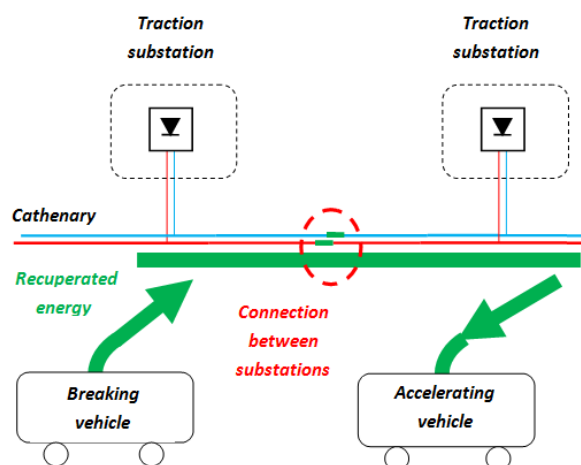 Traction
substation
Traction
substation
Cathenary
Recuperated
energy
Connection
between
substations
Breaking
vehicle
Accelerating
vehicle